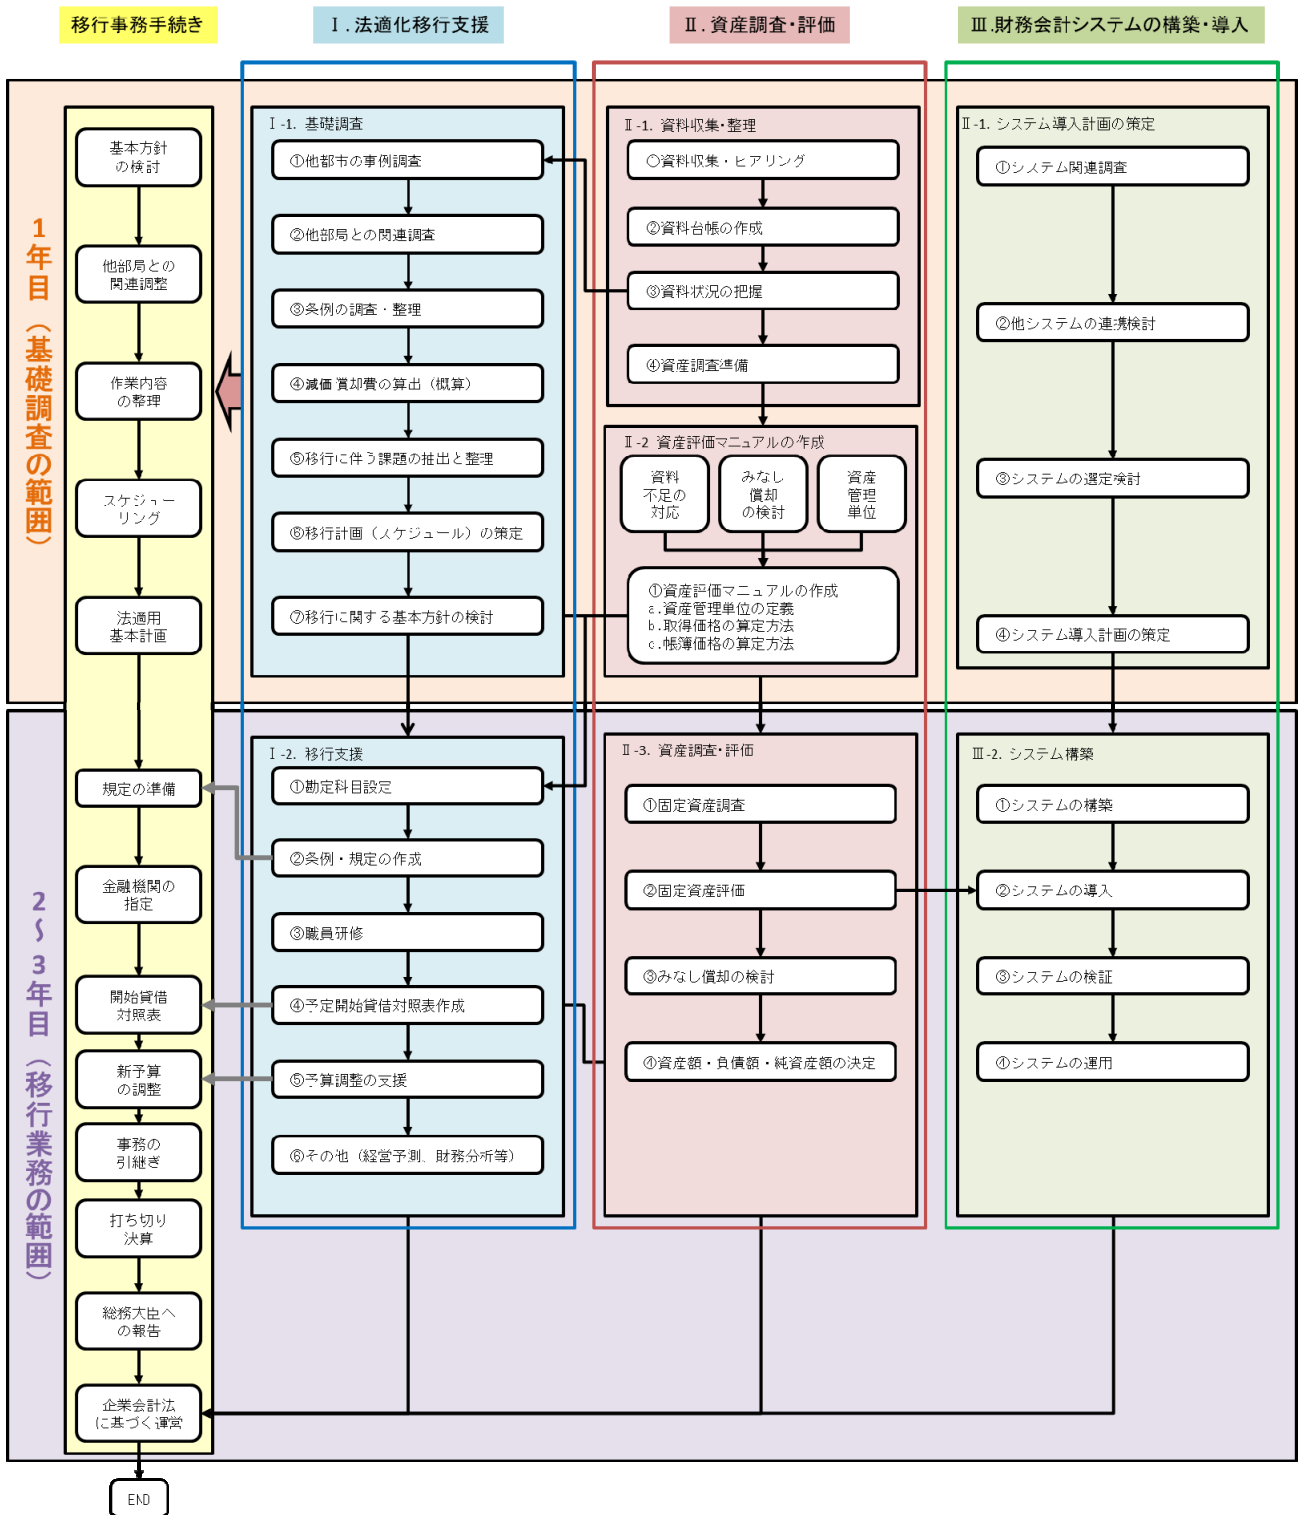 移行事務手続き
Ⅰ.法適化移行支援
Ⅱ.資産調査・評価
Ⅲ.財務会計システムの構築・導入
1年目（基礎調査の範囲）
基本方針
の検討
他部局との
関連調整
作業内容
の整理
スケジュー
リング
法適用
基本計画
Ⅰ-1. 基礎調査
①他都市の事例調査
②他部局との関連調査
③条例の調査・整理
④減価償却費の算出（概算）
⑤移行に伴う課題の抽出と整理
⑥移行計画（スケジュール）の策定
⑦移行に関する基本方針の検討
Ⅱ-1. 資料収集・整理
〇資料収集・ヒアリング
②資料台帳の作成
③資料状況の把握
④資産調査準備
Ⅱ-2 資産評価マニュアルの作成
資料
不足の
対応
みなし
償却
の検討
資産
管理
単位
①資産評価マニュアルの作成
a.資産管理単位の定義
b.取得価格の算定方法
c.帳簿価格の算定方法
Ⅱ-1. システム導入計画の策定
①システム関連調査
②他システムの連携検討
③システムの選定検討
④システム導入計画の策定
2～3年目（移行業務の範囲）
規定の準備
金融機関の
指定
開始貸借
対照表
新予算
の調整
事務の
引継ぎ
打ち切り
決算
総務大臣へ
の報告
企業会計法
に基づく運営
END
Ⅰ-2. 移行支援
①勘定科目設定
②条例・規定の作成
③職員研修
④予定開始貸借対照表作成
⑤予算調整の支援
⑥その他（経営予測、財務分析等）
Ⅱ-3. 資産調査・評価
①固定資産調査
②固定資産評価
③みなし償却の検討
④資産額・負債額・純資産額の決定
Ⅲ-2. システム構築
①システムの構築
②システムの導入
③システムの検証
④システムの運用